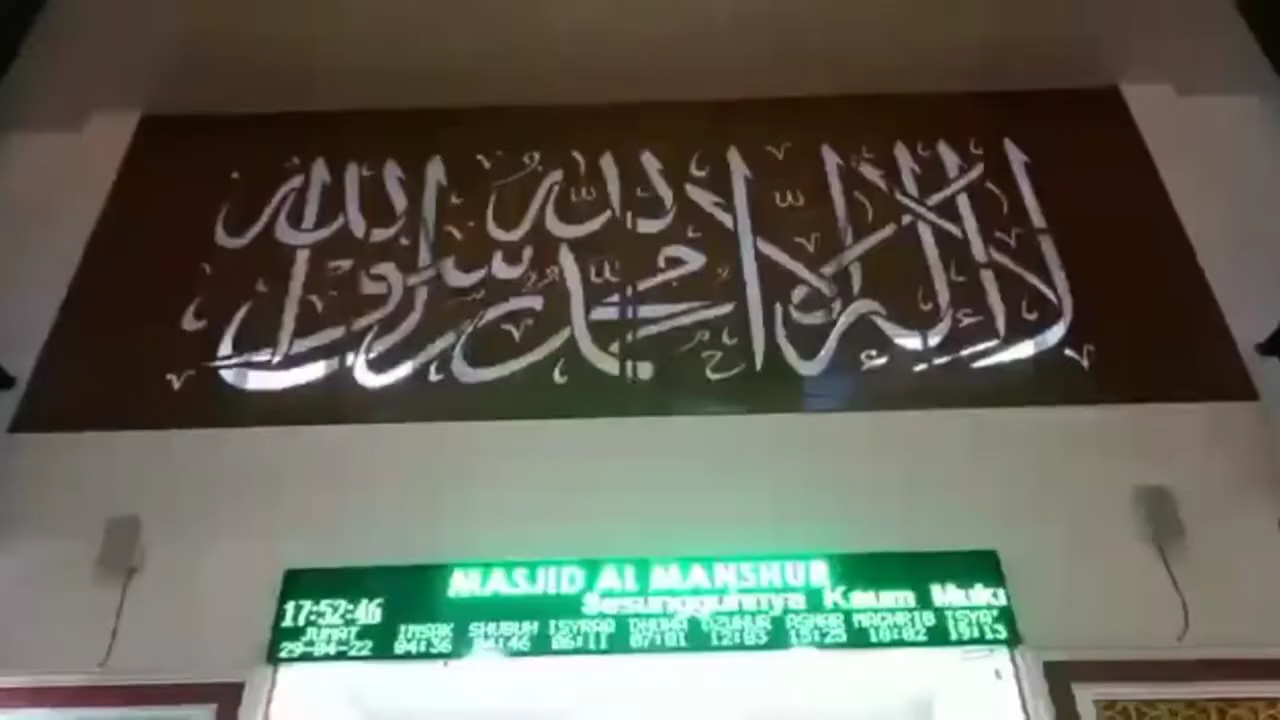 لا إله إلا الله محمد رسول الله
MASJID AL MANSHUR
17:52:46
Sesungguhnya Kaum Muki
JUMAT IMSAK SHUBUH ISYRAQ DHUHA DZUHUR ASHAR MAGHRIB ISYA'
29-04-22 04:36 04:46 06:11 07:01 12:03 15:25 18:02 19:13